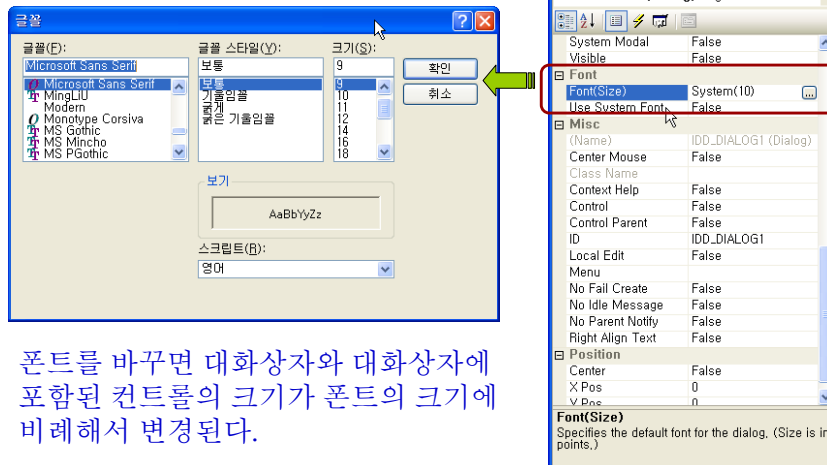 글꼴
글꼴(F):
Microsoft Sans Serif
Microsoft Sans Serif
MingLiU
Modern
Monotype Corsiva
MS Gothic
MS Mincho
MS PGothic
글꼴 스타일(Y):
보통
보통
기울임꼴
굵게
굵은 기울임꼴
크기(S):
9
9
10
11
12
14
16
18
확인
취소
보기
AaBbYyZz
스크립트(R):
영어
폰트를 바꾸면 대화상자와 대화상자에
포함된 컨트롤의 크기가 폰트의 크기에
비례해서 변경된다.
System Modal False
Visible False
Font
Font(Size) System(10)
Use System Font False
Misc
(Name) IDD_DIALOG1 (Dialog)
Center Mouse False
Class Name
Context Help False
Control False
Control Parent False
ID IDD_DIALOG1
Local Edit False
Menu
No Fail Create False
No Idle Message False
No Parent Notify False
Right Align Text False
Position
Center False
X Pos 0
Y Pos 0
Font(Size)
Specifies the default font for the dialog. (Size is in
points.)